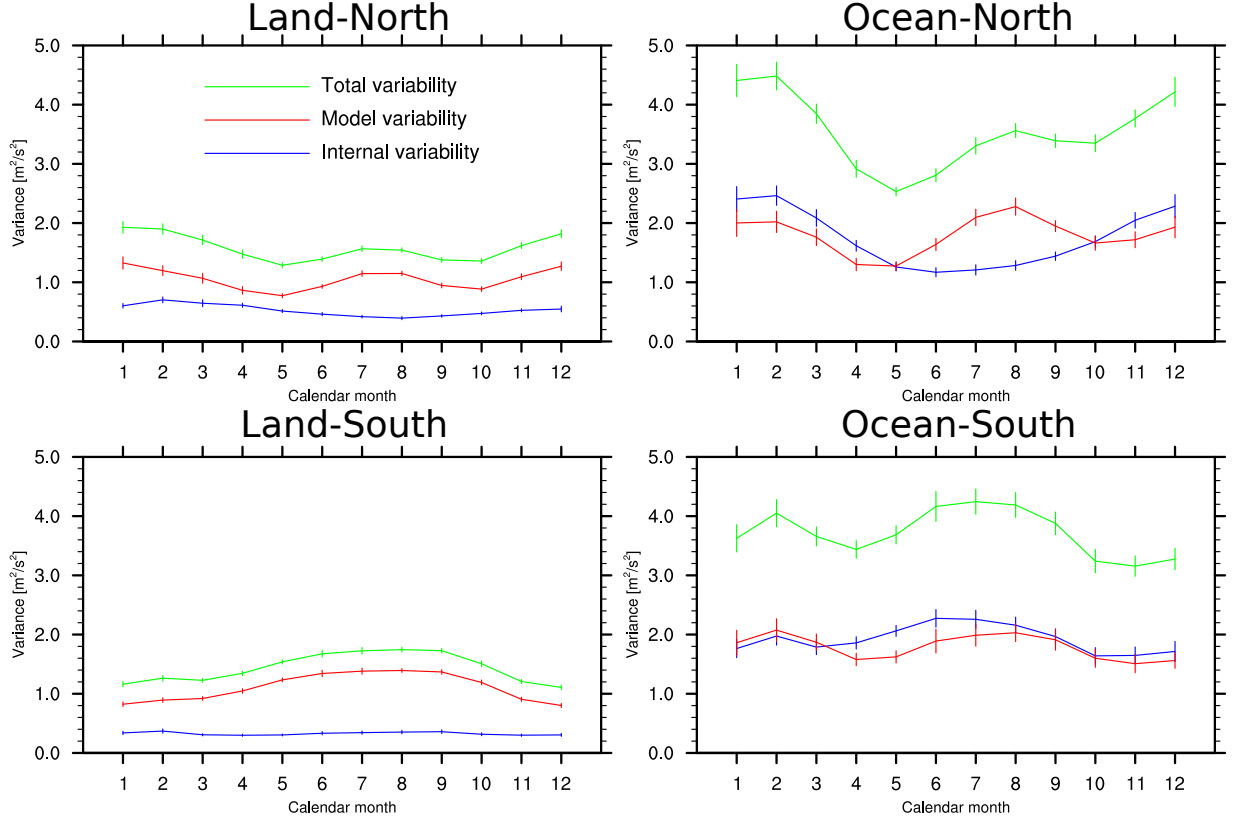 Land-North
Ocean-North
5.0
4.0
3.0
2.0
1.0
0.0
Variance [m²/s²]
Total variability
Model variability
Internal variability
1 2 3 4 5 6 7 8 9 10 11 12
Calendar month
5.0
4.0
3.0
2.0
1.0
0.0
Variance [m²/s²]
1 2 3 4 5 6 7 8 9 10 11 12
Calendar month
Land-South
Ocean-South
5.0
4.0
3.0
2.0
1.0
0.0
Variance [m²/s²]
1 2 3 4 5 6 7 8 9 10 11 12
Calendar month
5.0
4.0
3.0
2.0
1.0
0.0
Variance [m²/s²]
1 2 3 4 5 6 7 8 9 10 11 12
Calendar month